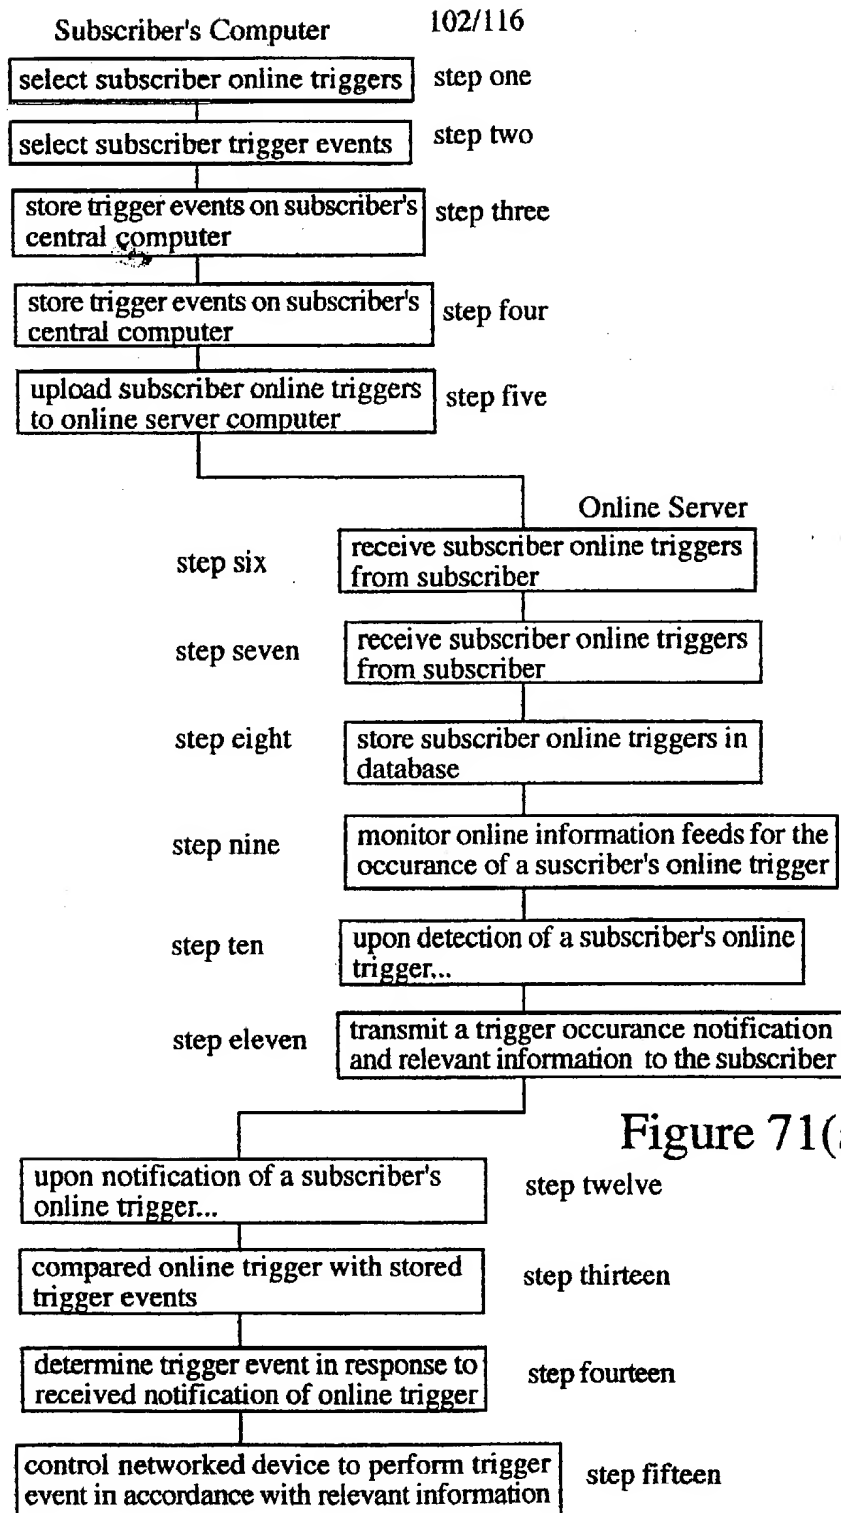 Subscriber's Computer
102/116
select subscriber online triggers
step one
select subscriber trigger events
step two
store trigger events on subscriber's
central computer
step three
store trigger events on subscriber's
central computer
step four
upload subscriber online triggers
to online server computer
step five
Online Server
step six
receive subscriber online triggers
from subscriber
step seven
receive subscriber online triggers
from subscriber
step eight
store subscriber online triggers in
database
step nine
monitor online information feeds for the
occurance of a suscriber's online trigger
step ten
upon detection of a subscriber's online
trigger...
step eleven
transmit a trigger occurance notification
and relevant information to the subscriber
Figure 71(
upon notification of a subscriber's
online trigger...
step twelve
compared online trigger with stored
trigger events
step thirteen
determine trigger event in response to
received notification of online trigger
step fourteen
control networked device to perform trigger
event in accordance with relevant information
step fifteen